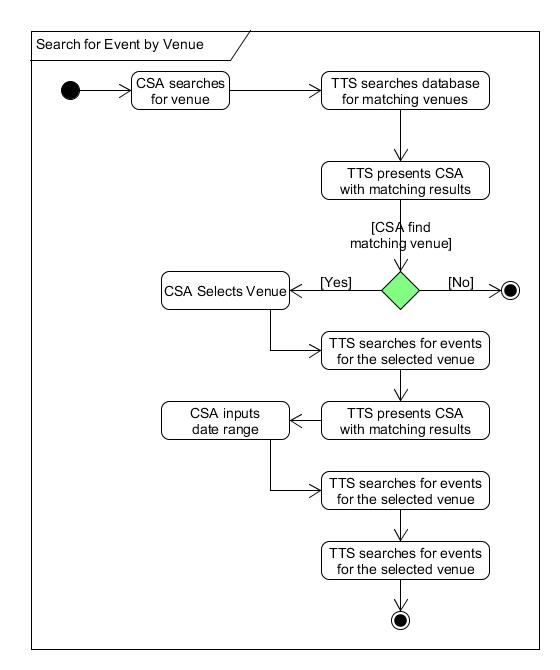 Search for Event by Venue
CSA searches
for venue
TTS searches database
for matching venues
TTS presents CSA
with matching results
[CSA find
matching venue]
[Yes]
[No]
CSA Selects Venue
TTS searches for events
for the selected venue
TTS presents CSA
with matching results
CSA inputs
date range
TTS searches for events
for the selected venue
TTS searches for events
for the selected venue